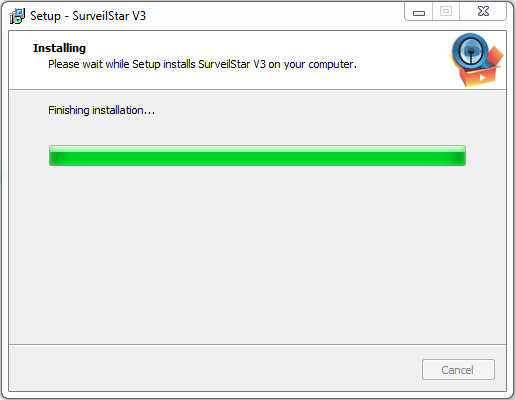 Setup - SurveilStar V3
Installing
Please wait while Setup installs SurveilStar V3 on your computer.
Finishing installation...
Cancel